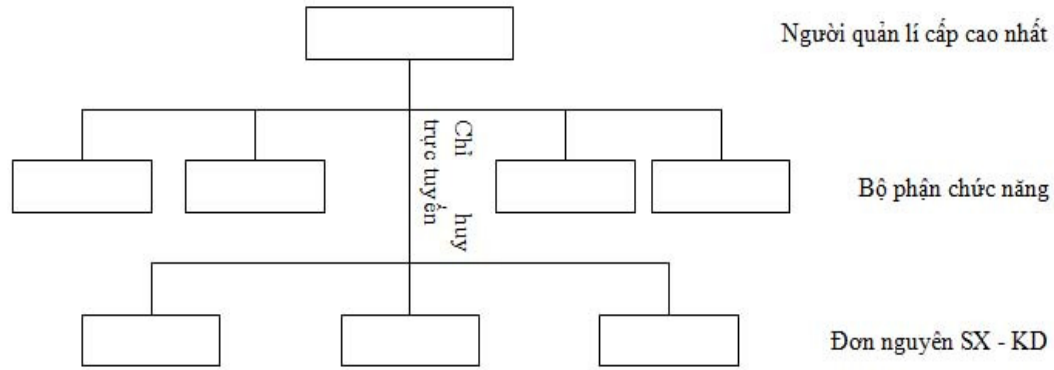 Người quản lí cấp cao nhất
Chỉ huy
trực tuyến
Bộ phận chức năng
Đơn nguyên SX - KD